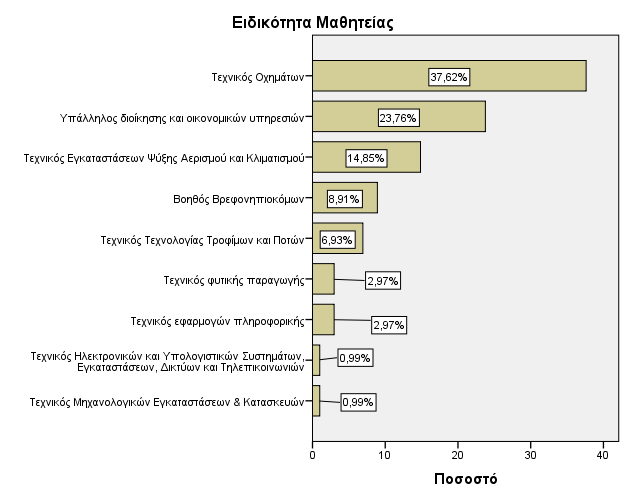 Ειδικότητα Μαθητείας
Τεχνικός Οχημάτων
37,62%
Υπάλληλος διοίκησης και οικονομικών υπηρεσιών
23,76%
Τεχνικός Εγκαταστάσεων Ψύξης Αερισμού και Κλιματισμού
14,85%
Βοηθός Βρεφονηπιοκόμων
8,91%
Τεχνικός Τεχνολογίας Τροφίμων και Ποτών
6,93%
Τεχνικός φυτικής παραγωγής
2,97%
Τεχνικός εφαρμογών πληροφορικής
2,97%
Τεχνικός Ηλεκτρονικών και Υπολογιστικών Συστημάτων,
Εγκαταστάσεων, Δικτύων και Τηλεπικοινωνιών
0,99%
Τεχνικός Μηχανολογικών Εγκαταστάσεων & Κατασκευών
0,99%
0 10 20 30 40
Ποσοστό